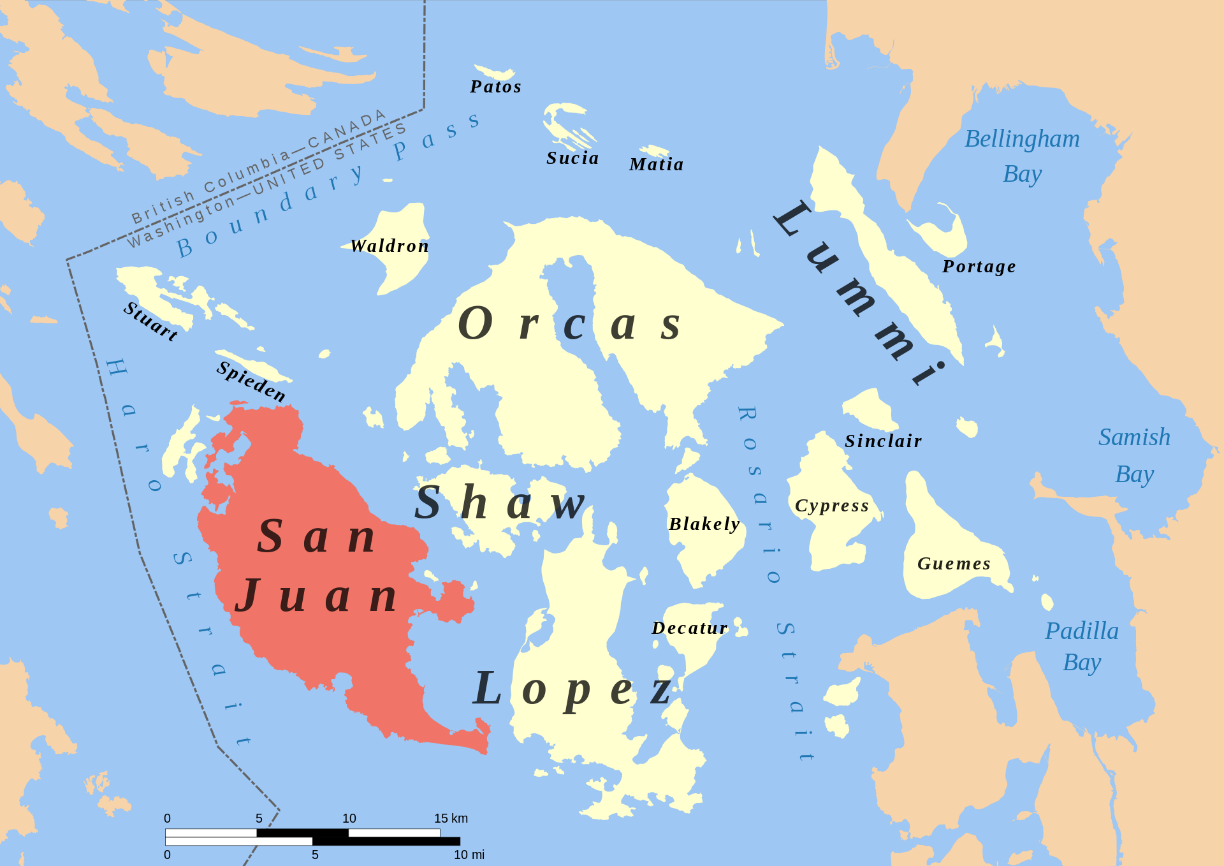 Patos
Sucia
Matia
British Columbia—CANADA
Washington—UNITED STATES
Boundary Pass
Bellingham
Bay
Waldron
Lummi
Portage
Stuart
Orcas
Spieden
Haro Strait
Rosario Strait
Sinclair
Samish
Bay
Shaw
Cypress
Blakely
San
Juan
Guemes
Decatur
Padilla
Bay
Lopez
0 5 10 15 km
0 5 10 mi